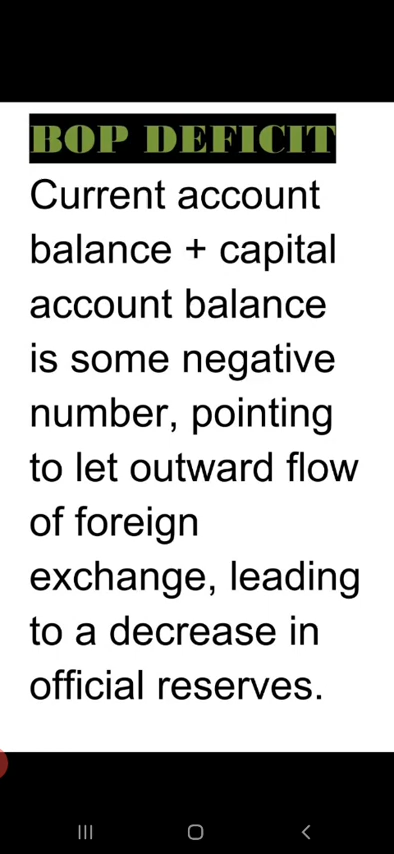 BOP DEFICIT
Current account
balance + capital
account balance
is some negative
number, pointing
to let outward flow
of foreign
exchange, leading
to a decrease in
official reserves.